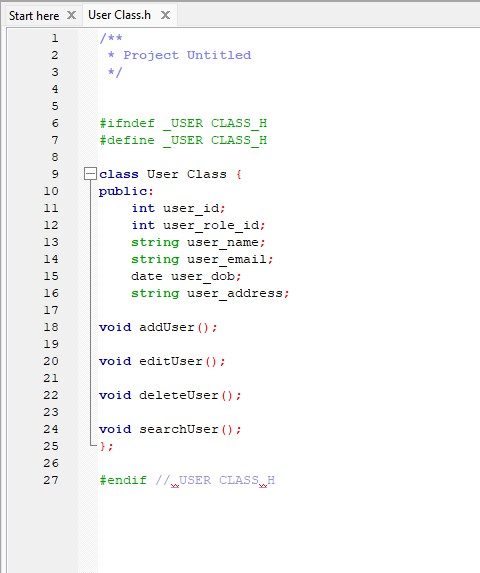 Start here X User Class.h X
1 /**
2 * Project Untitled
3 */
4
5
6 #ifndef _USER CLASS_H
7 #define _USER CLASS_H
8
9 class User Class {
10 public:
11 int user_id;
12 int user_role_id;
13 string user_name;
14 string user_email;
15 date user_dob;
16 string user_address;
17
18 void addUser();
19
20 void editUser();
21
22 void deleteUser();
23
24 void searchUser();
25 };
26
27 #endif //_USER CLASS_H